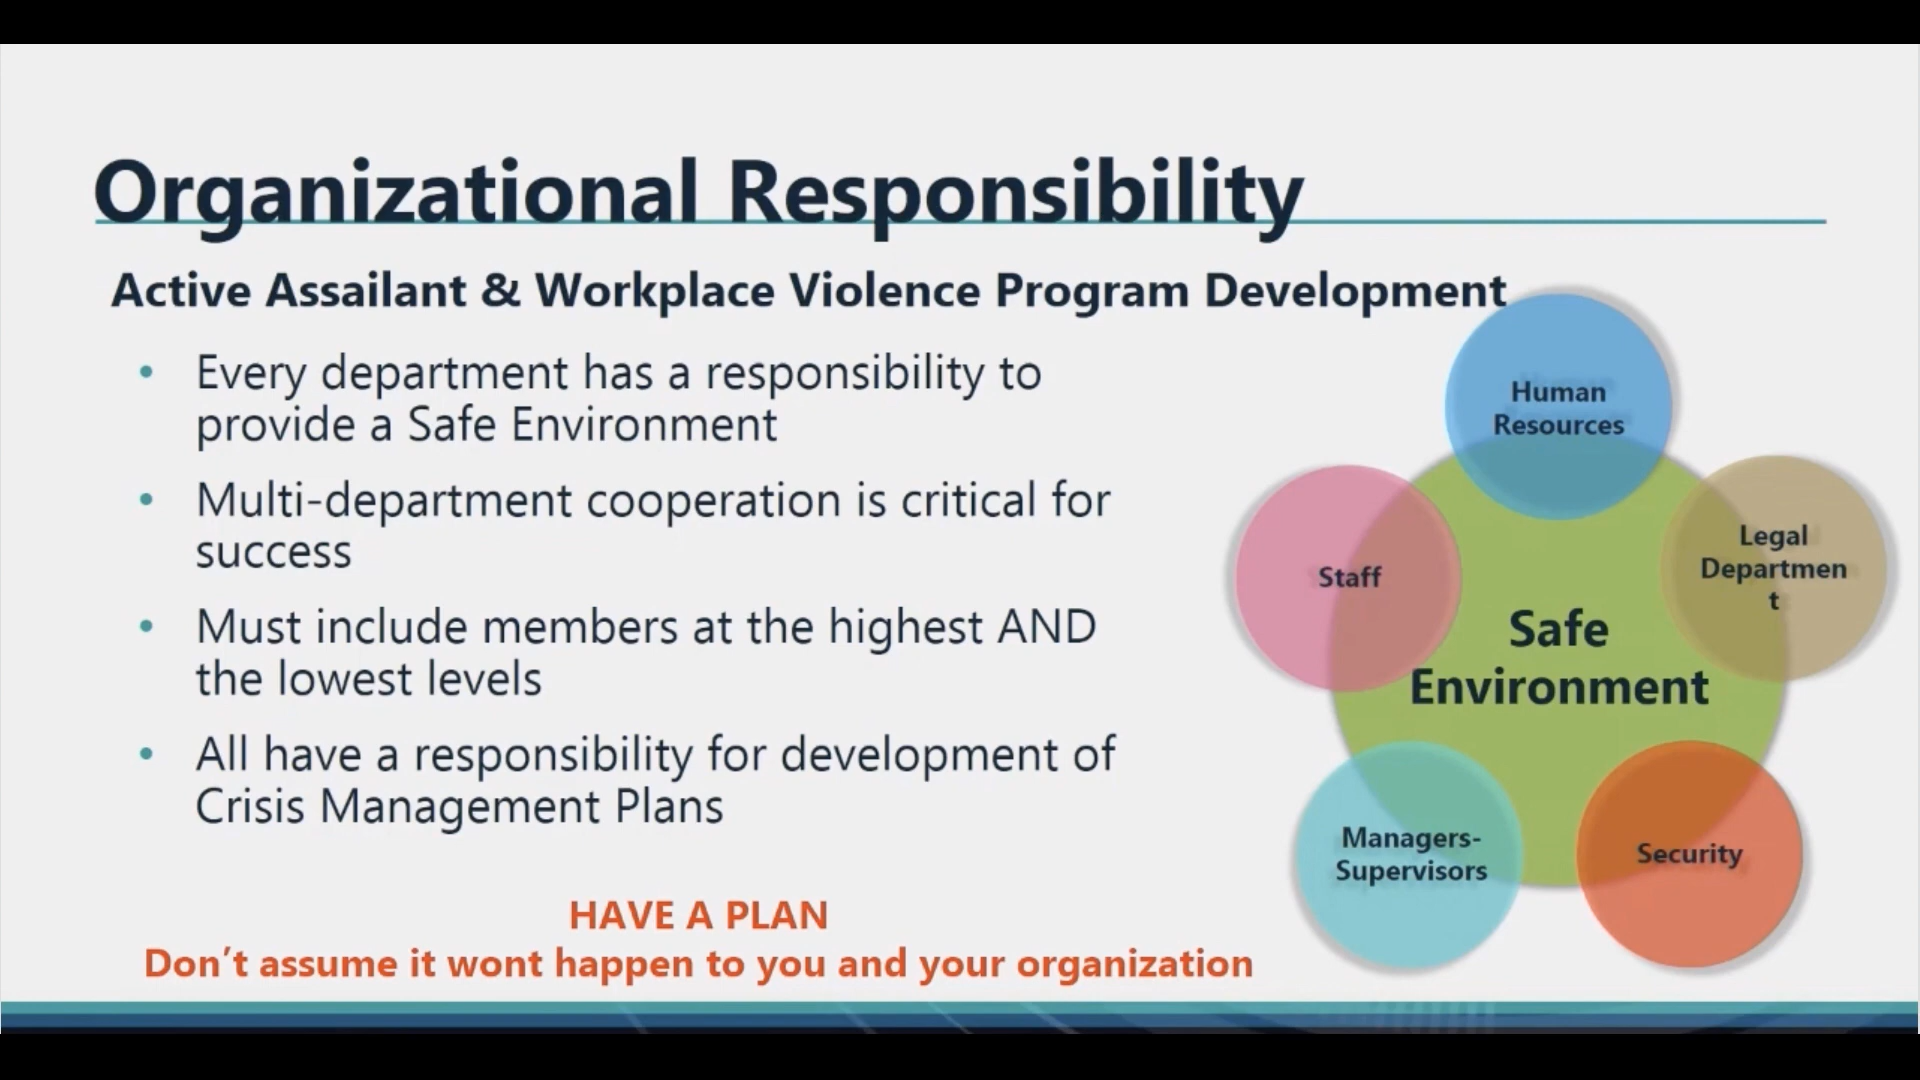 Organizational Responsibility
Active Assailant & Workplace Violence Program Development
• Every department has a responsibility to
provide a Safe Environment
• Multi-department cooperation is critical for
success
• Must include members at the highest AND
the lowest levels
• All have a responsibility for development of
Crisis Management Plans
HAVE A PLAN
Don't assume it wont happen to you and your organization
Human
Resources
Legal
Departmen
t
Staff
Safe
Environment
Managers-
Supervisors
Security